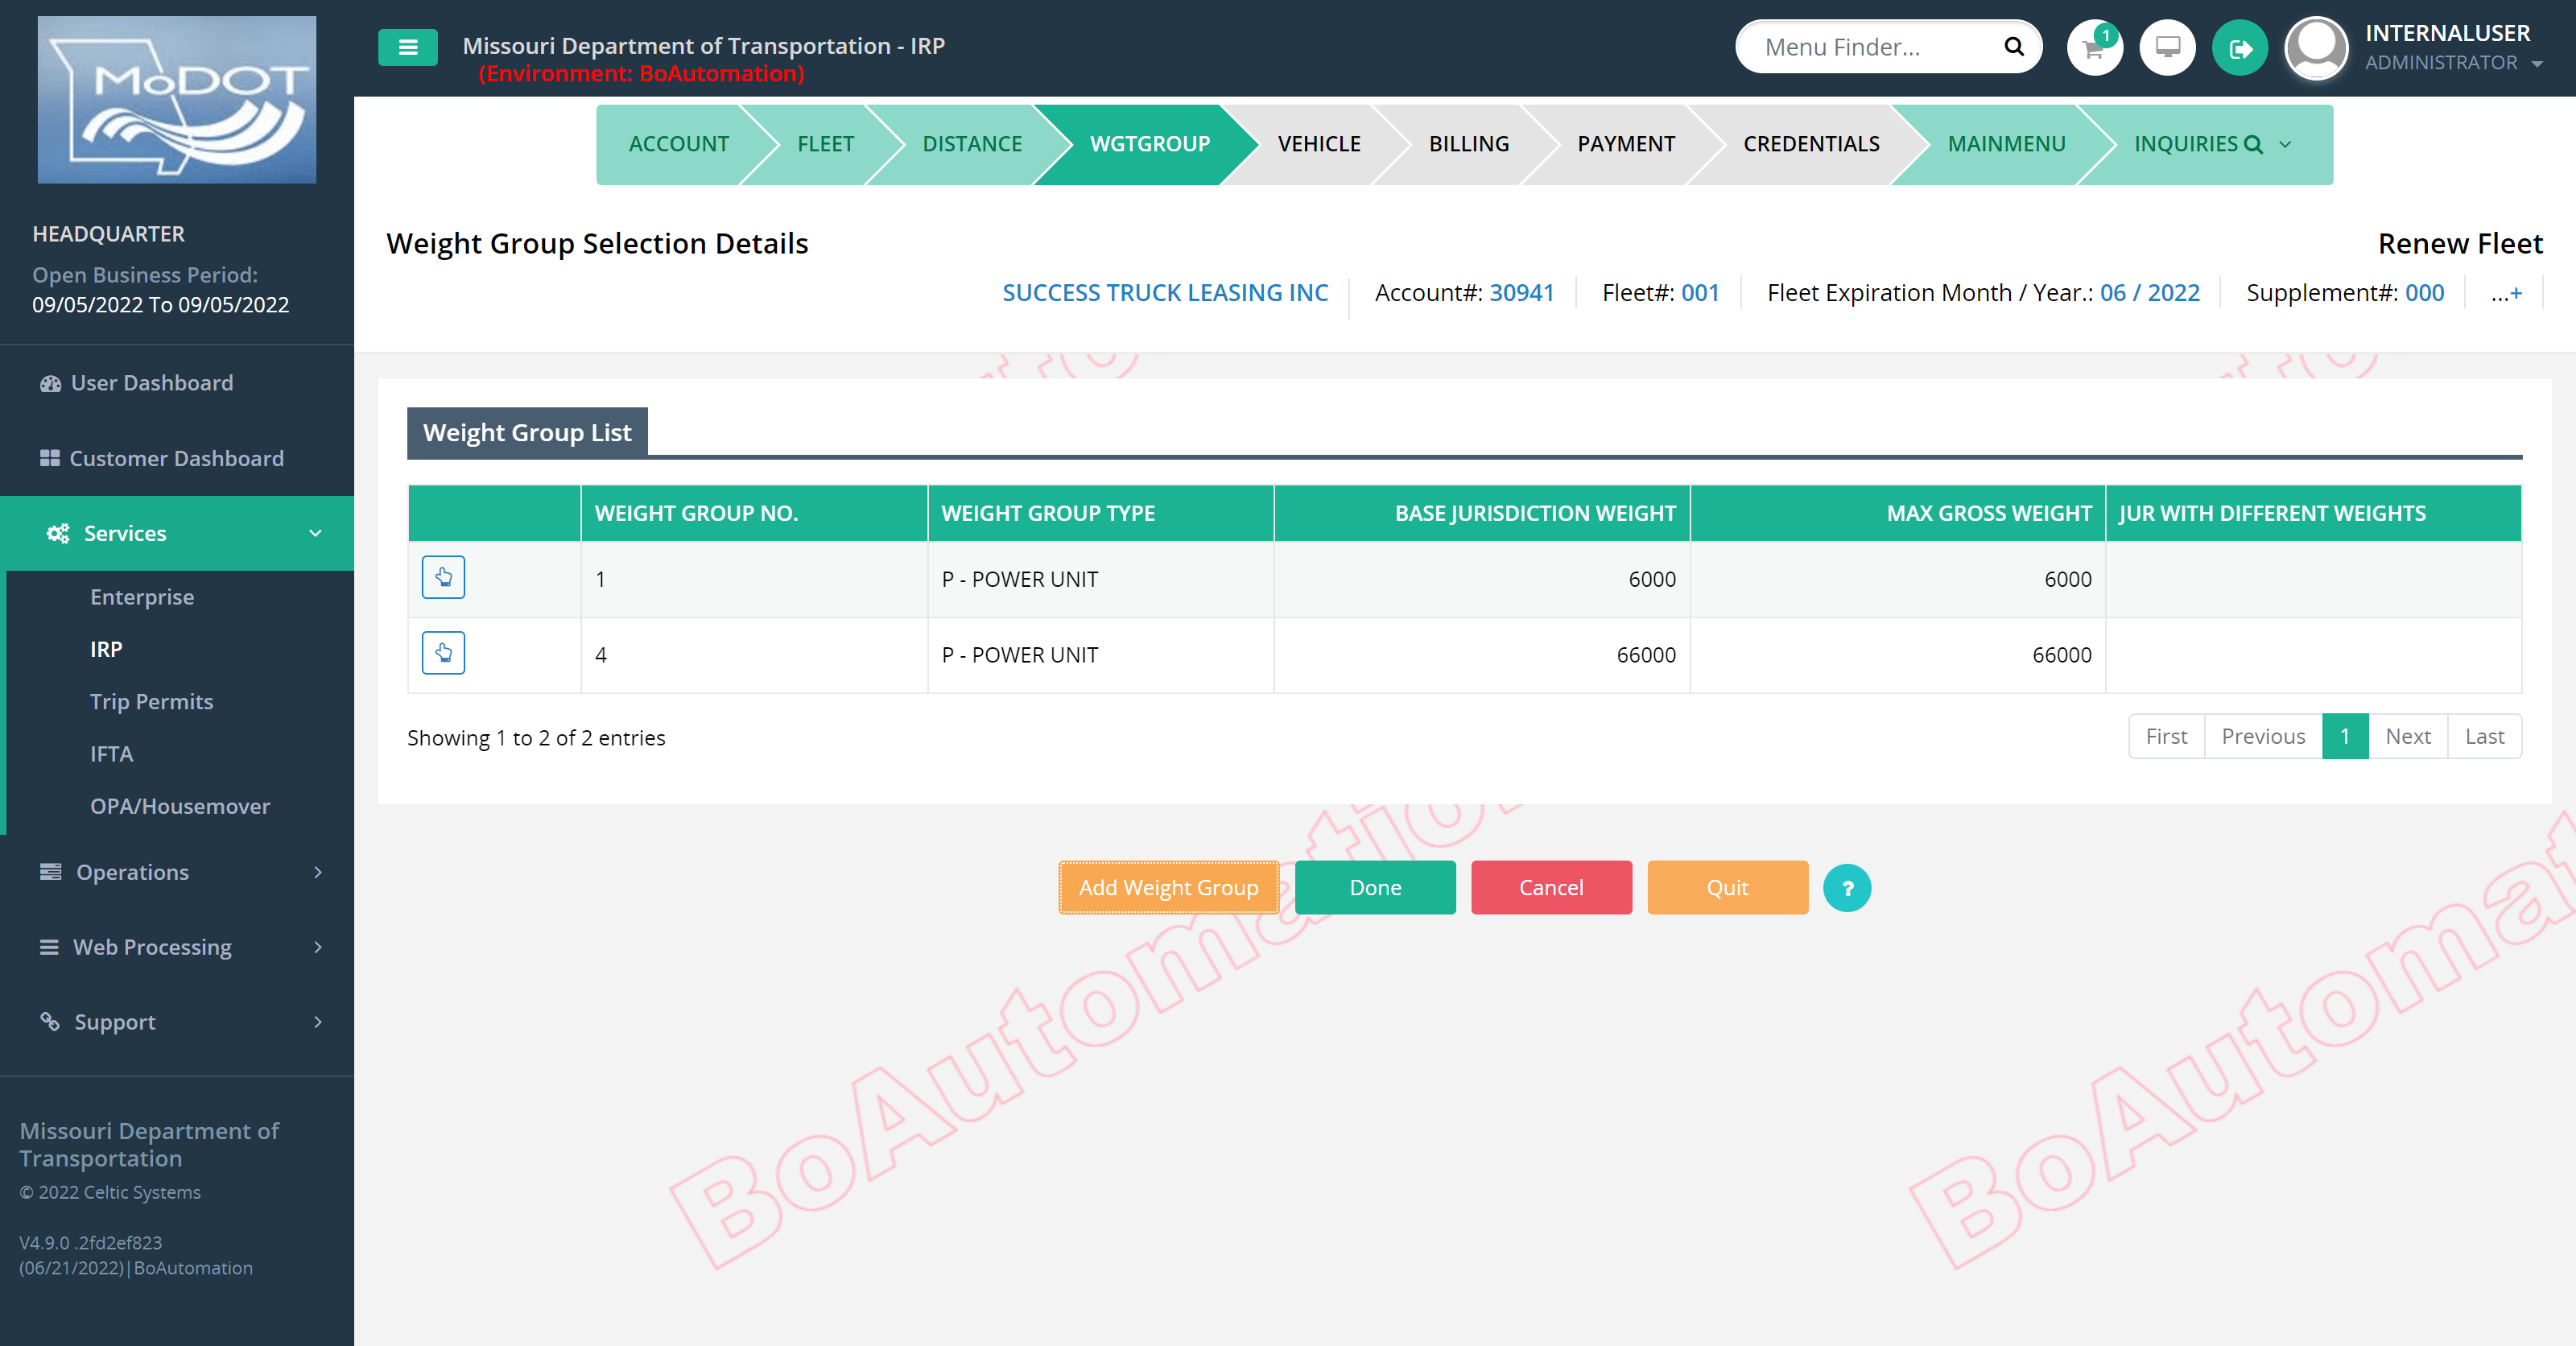 MoDOT
Missouri Department of Transportation - IRP
(Environment: BoAutomation)
Menu Finder...
1
INTERNALUSER
ADMINISTRATOR
ACCOUNT
FLEET
DISTANCE
WGTGROUP
VEHICLE
BILLING
PAYMENT
CREDENTIALS
MAINMENU
INQUIRIES
HEADQUARTER
Open Business Period:
09/05/2022 To 09/05/2022
User Dashboard
Customer Dashboard
Services
Enterprise
IRP
Trip Permits
IFTA
OPA/Housemover
Operations
Web Processing
Support
Missouri Department of
Transportation
© 2022 Celtic Systems
V4.9.0 .2fd2ef823
(06/21/2022)|BoAutomation
Weight Group Selection Details
Renew Fleet
SUCCESS TRUCK LEASING INC Account#: 30941 Fleet#: 001 Fleet Expiration Month / Year.: 06 / 2022 Supplement#: 000 ...+
Weight Group List
WEIGHT GROUP NO. WEIGHT GROUP TYPE BASE JURISDICTION WEIGHT MAX GROSS WEIGHT JUR WITH DIFFERENT WEIGHTS
1 P - POWER UNIT 6000 6000
4 P - POWER UNIT 66000 66000
Showing 1 to 2 of 2 entries
First Previous 1 Next Last
Add Weight Group Done Cancel Quit ?
BoAutomatio
BoAutomat